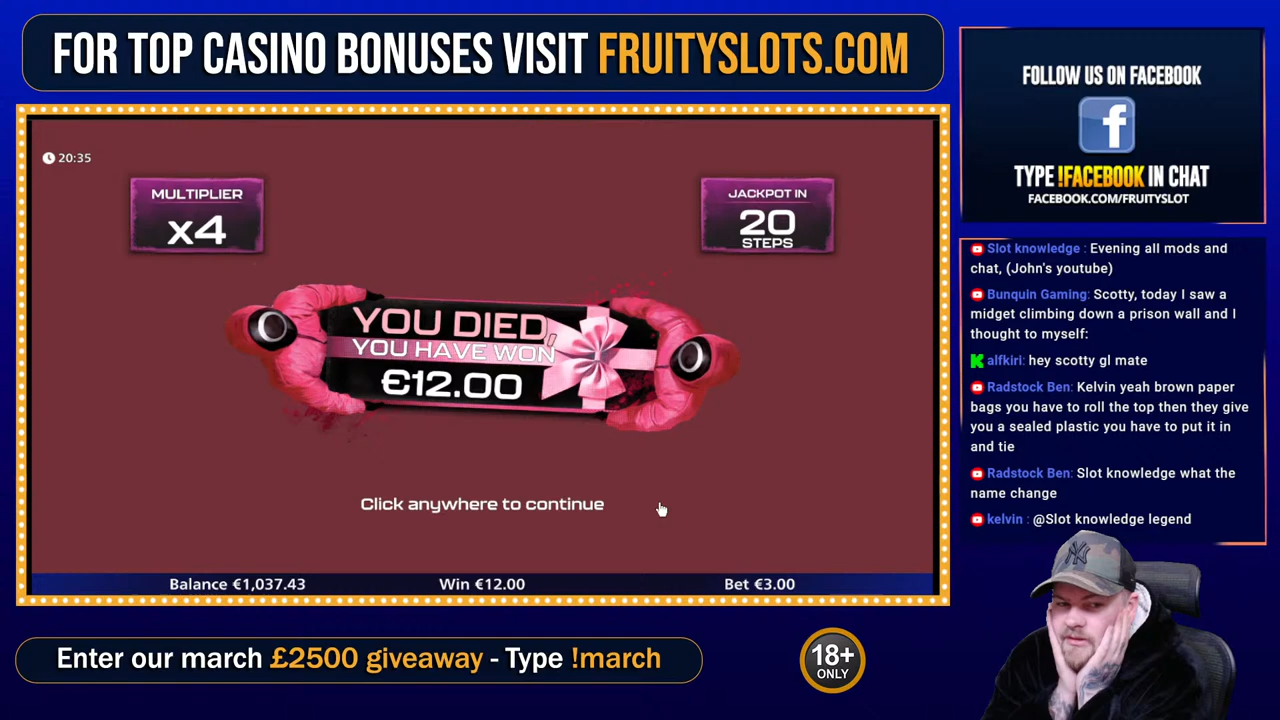 FOR TOP CASINO BONUSES VISIT FRUITYSLOTS.COM
20:35
MULTIPLIER
x4
JACKPOT IN
20
STEPS
YOU DIED,
YOU HAVE WON
€12.00
Click anywhere to continue
Balance €1,037.43
Win €12.00
Bet €3.00
Enter our march £2500 giveaway - Type !march
18+
ONLY
FOLLOW US ON FACEBOOK
f
TYPE !FACEBOOK IN CHAT
FACEBOOK.COM/FRUITYSLOT
Slot knowledge : Evening all mods and
chat, (John's youtube)
Bunquin Gaming: Scotty, today I saw a
midget climbing down a prison wall and I
thought to myself:
alfkiri: hey scotty gl mate
Radstock Ben: Kelvin yeah brown paper
bags you have to roll the top then they give
you a sealed plastic you have to put it in
and tie
Radstock Ben: Slot knowledge what the
name change
kelvin : @Slot knowledge legend
NY